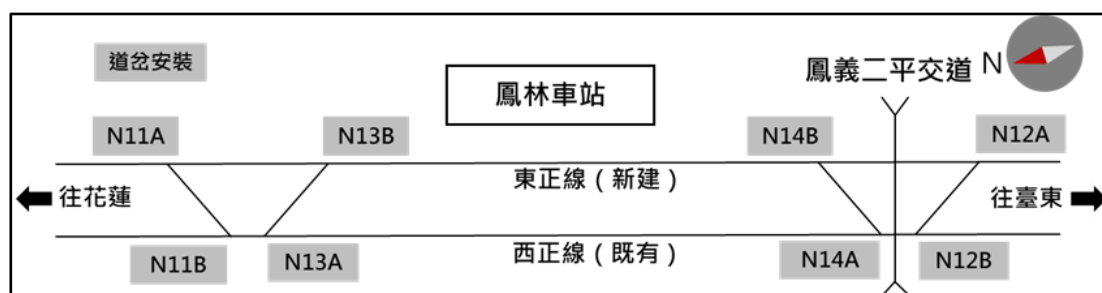 道岔安裝
鳳林車站
鳳義二平交道
N
N11A
N13B
N14B
N12A
東正線（新建）
往花蓮
往臺東
西正線（既有）
N11B
N13A
N14A
N12B